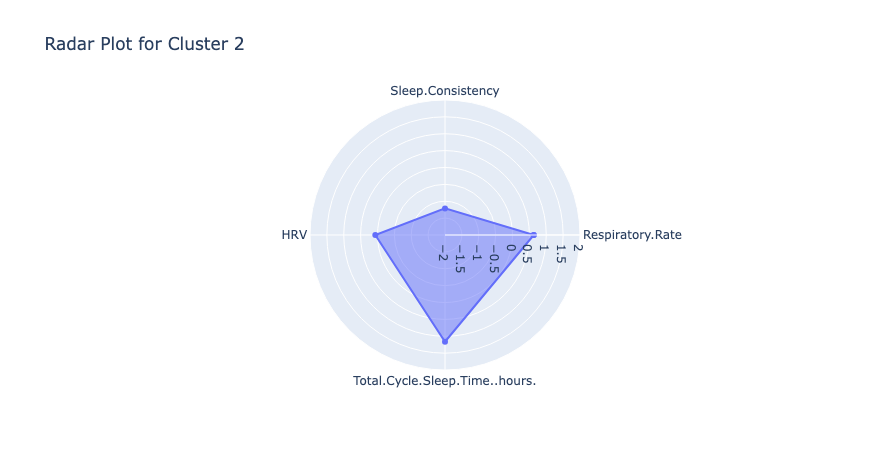 Radar Plot for Cluster 2
Sleep.Consistency
HRV
Respiratory.Rate
−2
−1.5
−1
−0.5
0
0.5
1
1.5
2
Total.Cycle.Sleep.Time..hours.